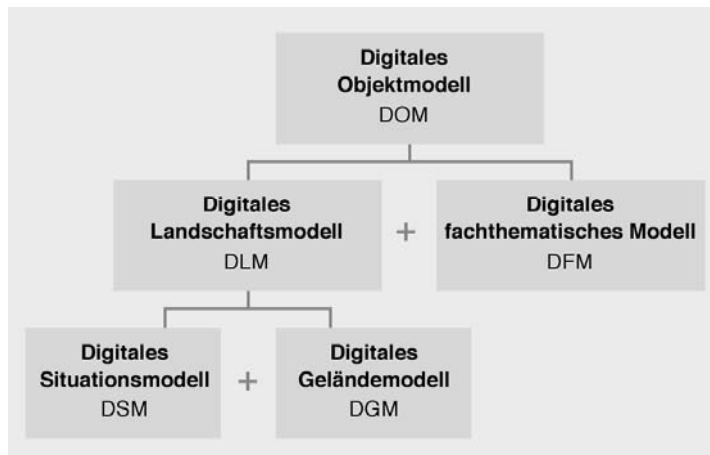 Digitales
Objektmodell
DOM
Digitales
Landschaftsmodell
DLM
+
Digitales
fachthematisches Modell
DFM
Digitales
Situationsmodell
DSM
+
Digitales
Geländemodell
DGM